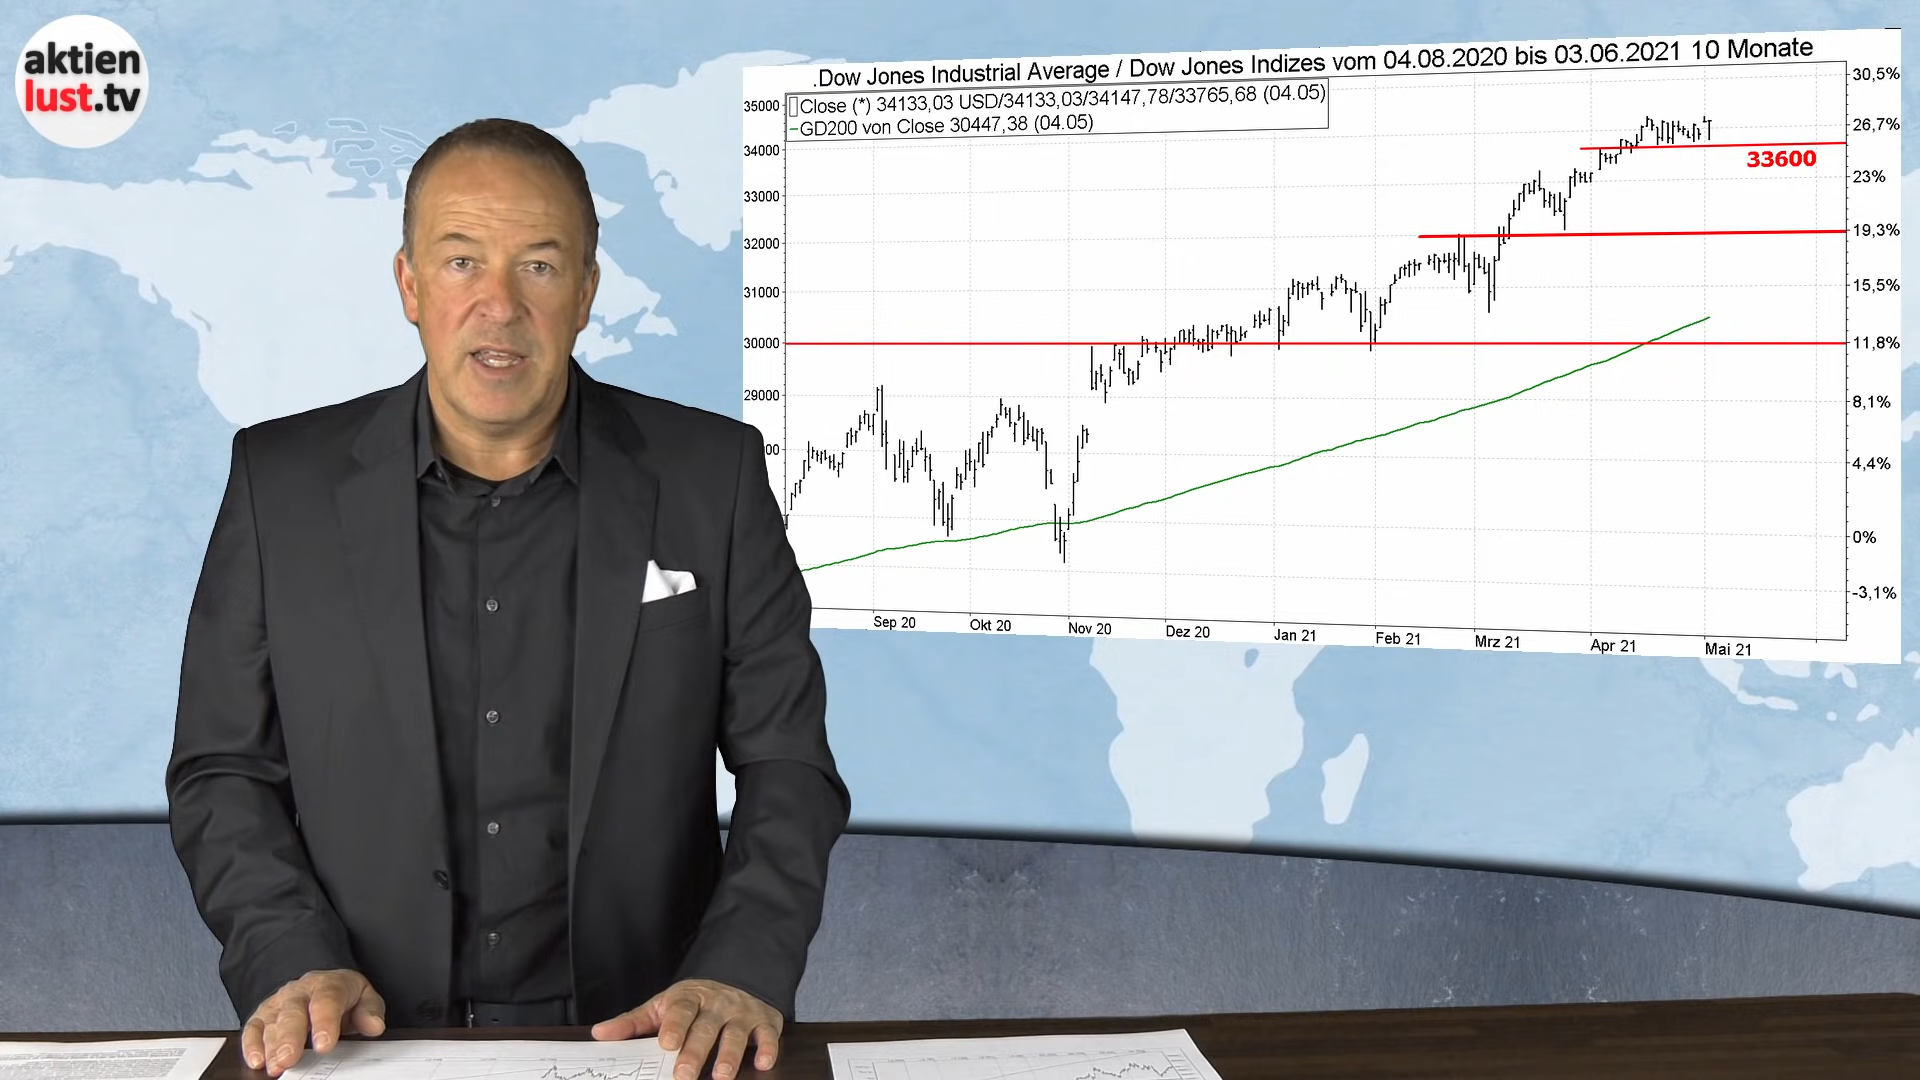 aktien
lust.tv
.Dow Jones Industrial Average / Dow Jones Indizes vom 04.08.2020 bis 03.06.2021 10 Monate
Close (*) 34133,03 USD/34133,03/34147,78/33765,68 (04.05)
GD200 von Close 30447,38 (04.05)
35000
34000
33000
32000
31000
30000
29000
00
30.5%
26.7%
23%
19.3%
15,5%
11,8%
8,1%
4,4%
0%
-3,1%
33600
Sep 20
Okt 20
Nov 20
Dez 20
Jan 21
Feb 21
Mrz 21
Apr 21
Mai 21